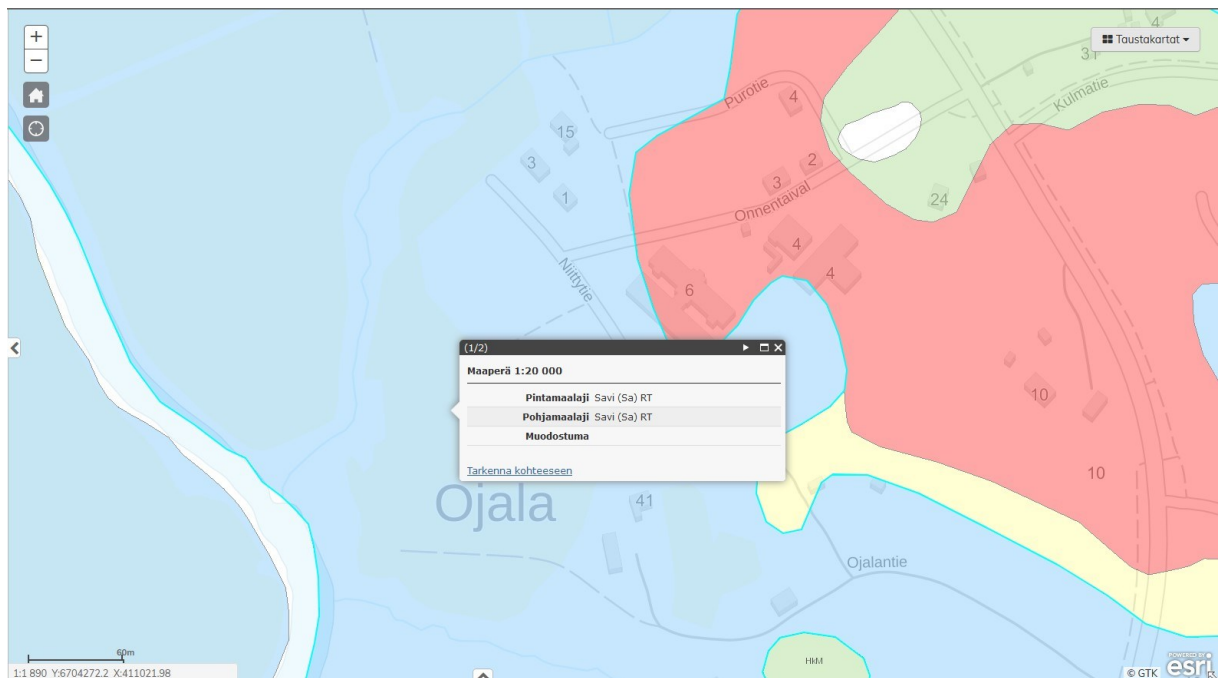 +
−
Taustakartat
4
31
Kulmatie
Purotie
4
15
3
2
3
1
24
Onnentaival
4
4
Niittytie
6
(1/2)
Maaperä 1:20 000
Pintamaalaji Savi (Sa) RT
Pohjamaalaji Savi (Sa) RT
Muodostuma
Tarkenna kohteeseen
10
10
Ojala
41
Ojalantie
HkM
60m
1:1 890 Y:6704272.2 X:411021.98
© GTK
POWERED BY
esri